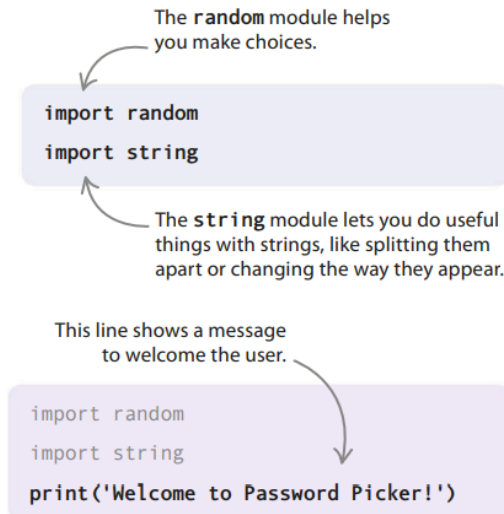 The random module helps
you make choices.
import random
import string
The string module lets you do useful
things with strings, like splitting them
apart or changing the way they appear.
This line shows a message
to welcome the user.
import random
import string
print('Welcome to Password Picker!')